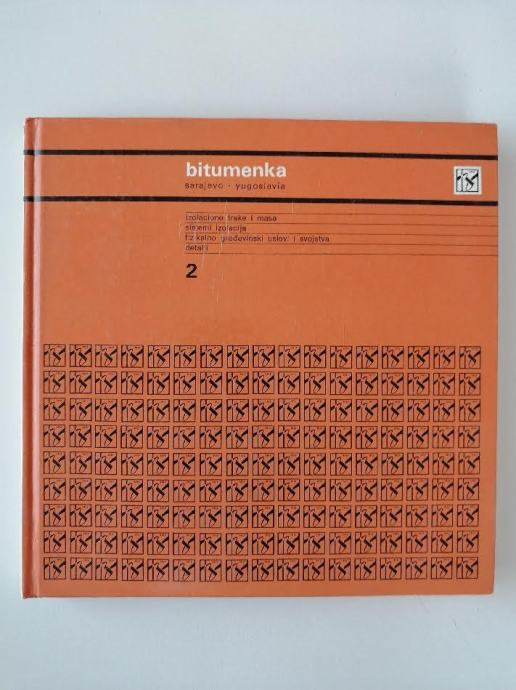 bitumenka
sarajevo - yugoslavia
izolacione trake i mase
sistemi izolacija
fizikalno građevinski uslovi i svojstva
detalji
2